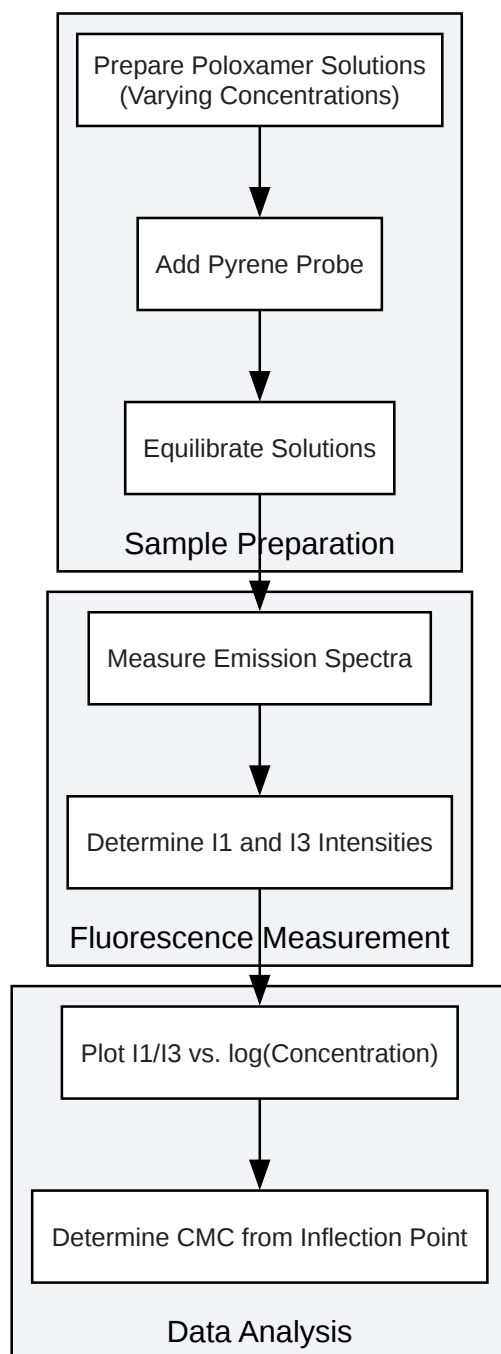 Prepare Poloxamer Solutions
(Varying Concentrations)
Add Pyrene Probe
Equilibrate Solutions
Sample Preparation
Measure Emission Spectra
Determine I1 and I3 Intensities
Fluorescence Measurement
Plot I1/I3 vs. log(Concentration)
Determine CMC from Inflection Point
Data Analysis